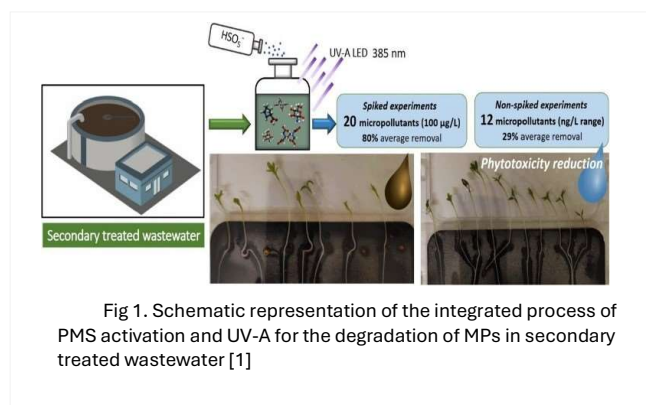 HSO₅⁻
UV-A LED 385 nm
Spiked experiments
20 micropollutants (100 µg/L)
80% average removal
Non-spiked experiments
12 micropollutants (ng/L range)
29% average removal
Phytotoxicity reduction
Secondary treated wastewater
Fig 1. Schematic representation of the integrated process of
PMS activation and UV-A for the degradation of MPs in secondary
treated wastewater [1]